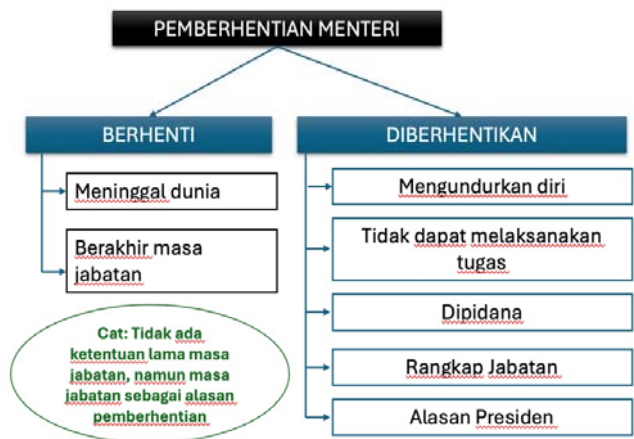 PEMBERHENTIAN MENTERI
BERHENTI
Meninggal dunia
Berakhir masa
jabatan
Cat: Tidak ada
ketentuan lama masa
jabatan, namun masa
jabatan sebagai alasan
pemberhentian
DIBERHENTIKAN
Mengundurkan diri
Tidak dapat melaksanakan
tugas
Dipidana
Rangkap Jabatan
Alasan Presiden